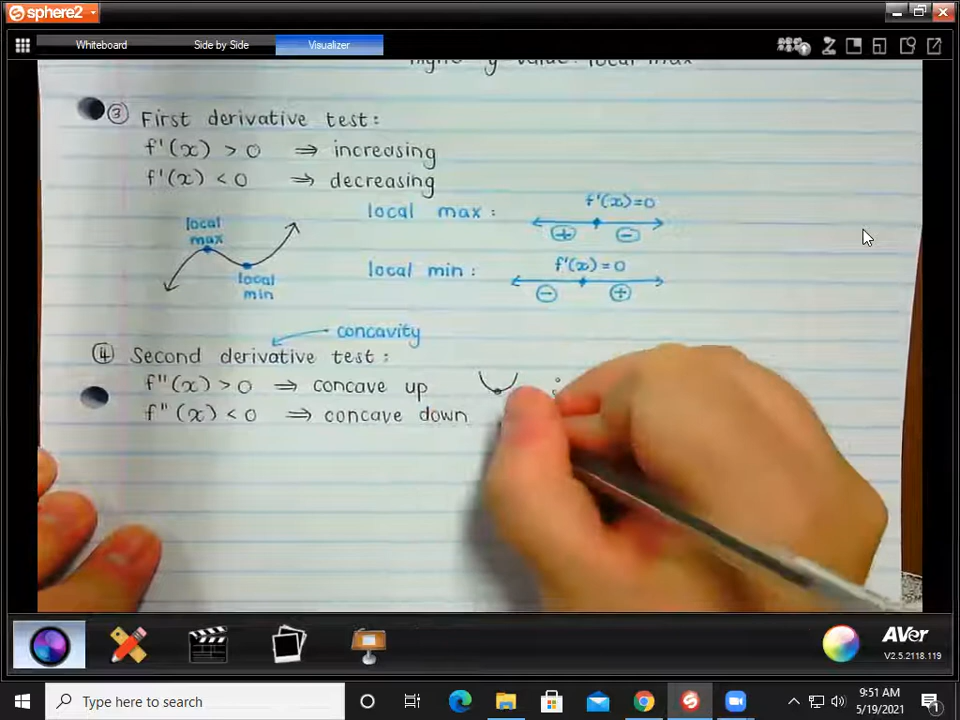 sphere2
Whiteboard
Side by Side
Visualizer
③ First derivative test:
f'(x) > 0 ⇒ increasing
f'(x) < 0 ⇒ decreasing
local max
local min
local max :
f'(x)=0
+ −
local min :
f'(x)=0
− +
concavity
④ Second derivative test:
f''(x) > 0 ⇒ concave up
f''(x) < 0 ⇒ concave down
AVer
V2.5.2118.119
Type here to search
9:51 AM
5/19/2021
1